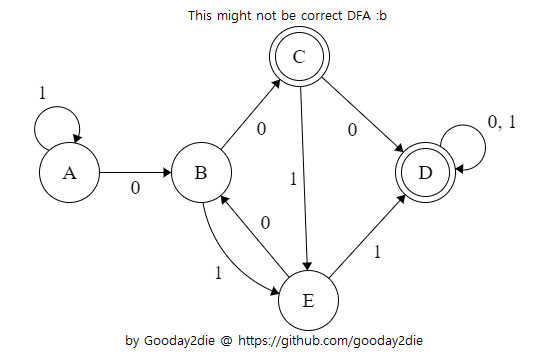 This might not be correct DFA :b
C
1
0
0
0, 1
A
0
B
1
D
0
1
1
E
by Gooday2die @ https://github.com/gooday2die